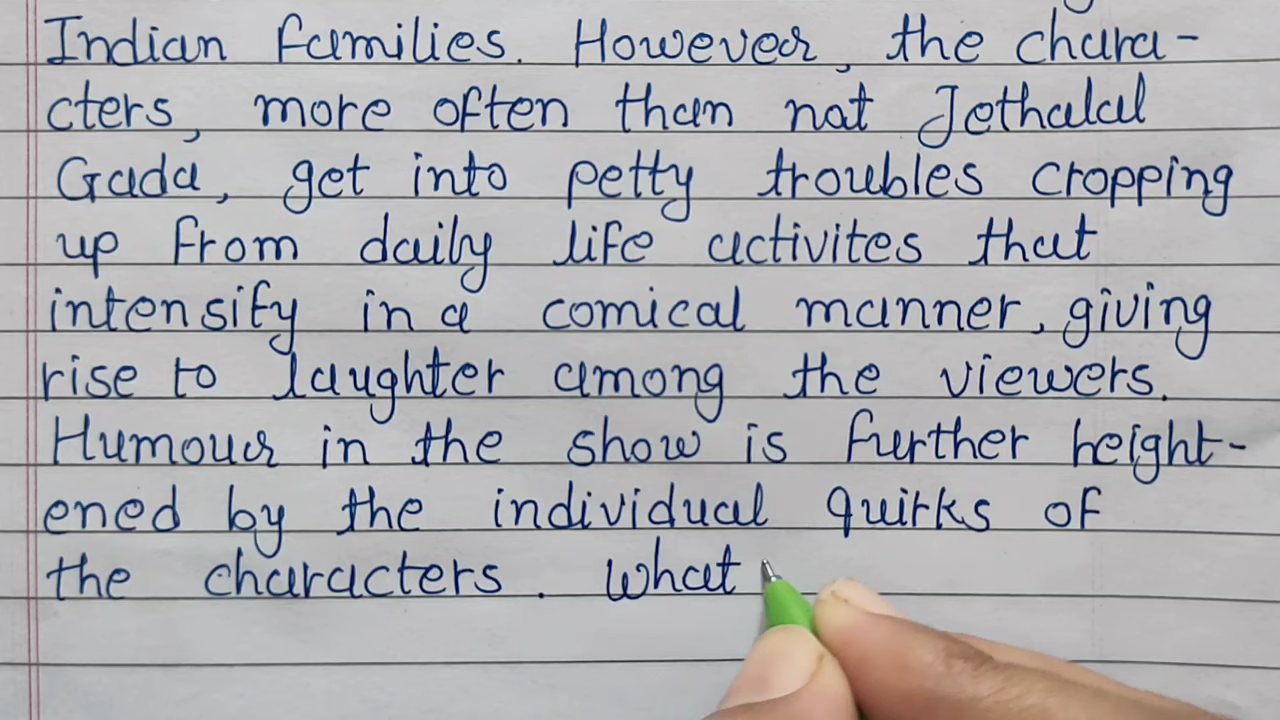 Indian families. However, the chara-
cters, more often than not Jethalal
Gada, get into petty troubles cropping
up from daily life activites that
intensify in a comical manner, giving
rise to laughter among the viewers.
Humour in the show is further height-
ened by the individual quirks of
the characters. what